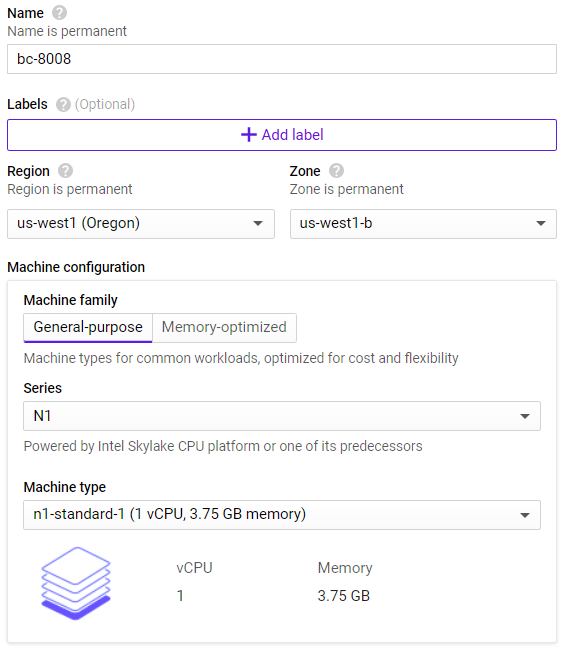 Name ?
Name is permanent
bc-8008
Labels ? (Optional)
+ Add label
Region ? Zone ?
Region is permanent Zone is permanent
us-west1 (Oregon) us-west1-b
Machine configuration
Machine family
General-purpose Memory-optimized
Machine types for common workloads, optimized for cost and flexibility
Series
N1
Powered by Intel Skylake CPU platform or one of its predecessors
Machine type
n1-standard-1 (1 vCPU, 3.75 GB memory)
vCPU Memory
1 3.75 GB